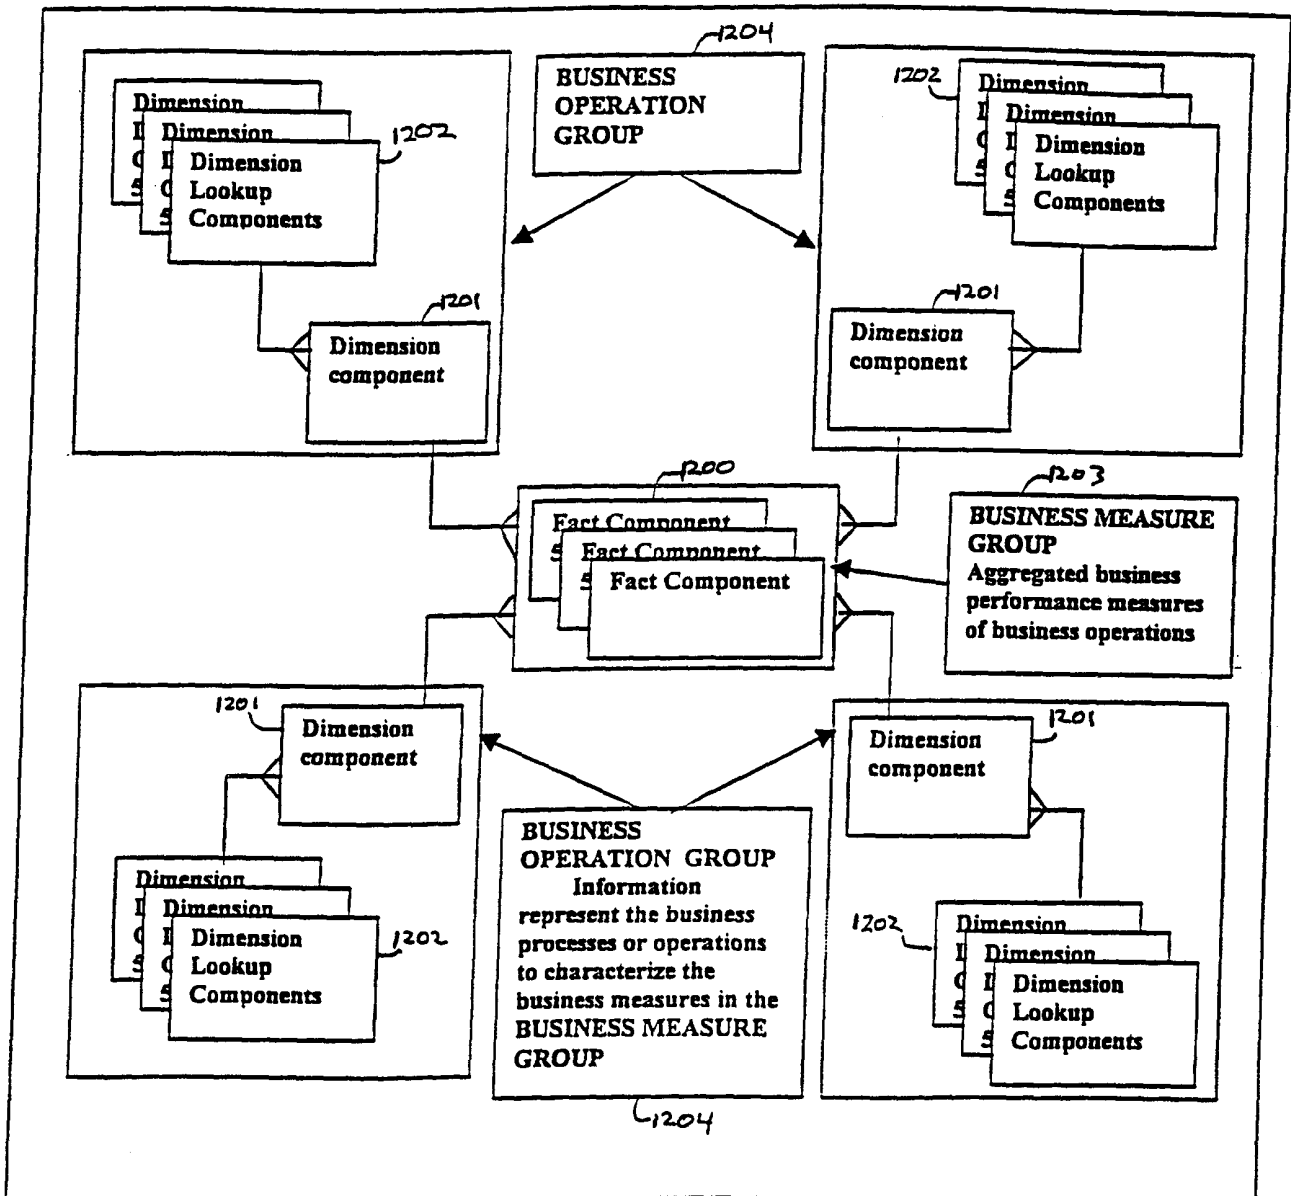 1204
BUSINESS
OPERATION
GROUP
Dimension
Dimension
Dimension
Lookup
Components
1202
1201
Dimension
component
1202
Dimension
Dimension
Dimension
Lookup
Components
1201
Dimension
component
1200
Fact Component
Fact Component
Fact Component
1203
BUSINESS MEASURE
GROUP
Aggregated business
performance measures
of business operations
1201
Dimension
component
Dimension
Dimension
Dimension
Lookup
Components
1202
BUSINESS
OPERATION GROUP
Information
represent the business
processes or operations
to characterize the
business measures in the
BUSINESS MEASURE
GROUP
1204
1201
Dimension
component
1202
Dimension
Dimension
Dimension
Lookup
Components